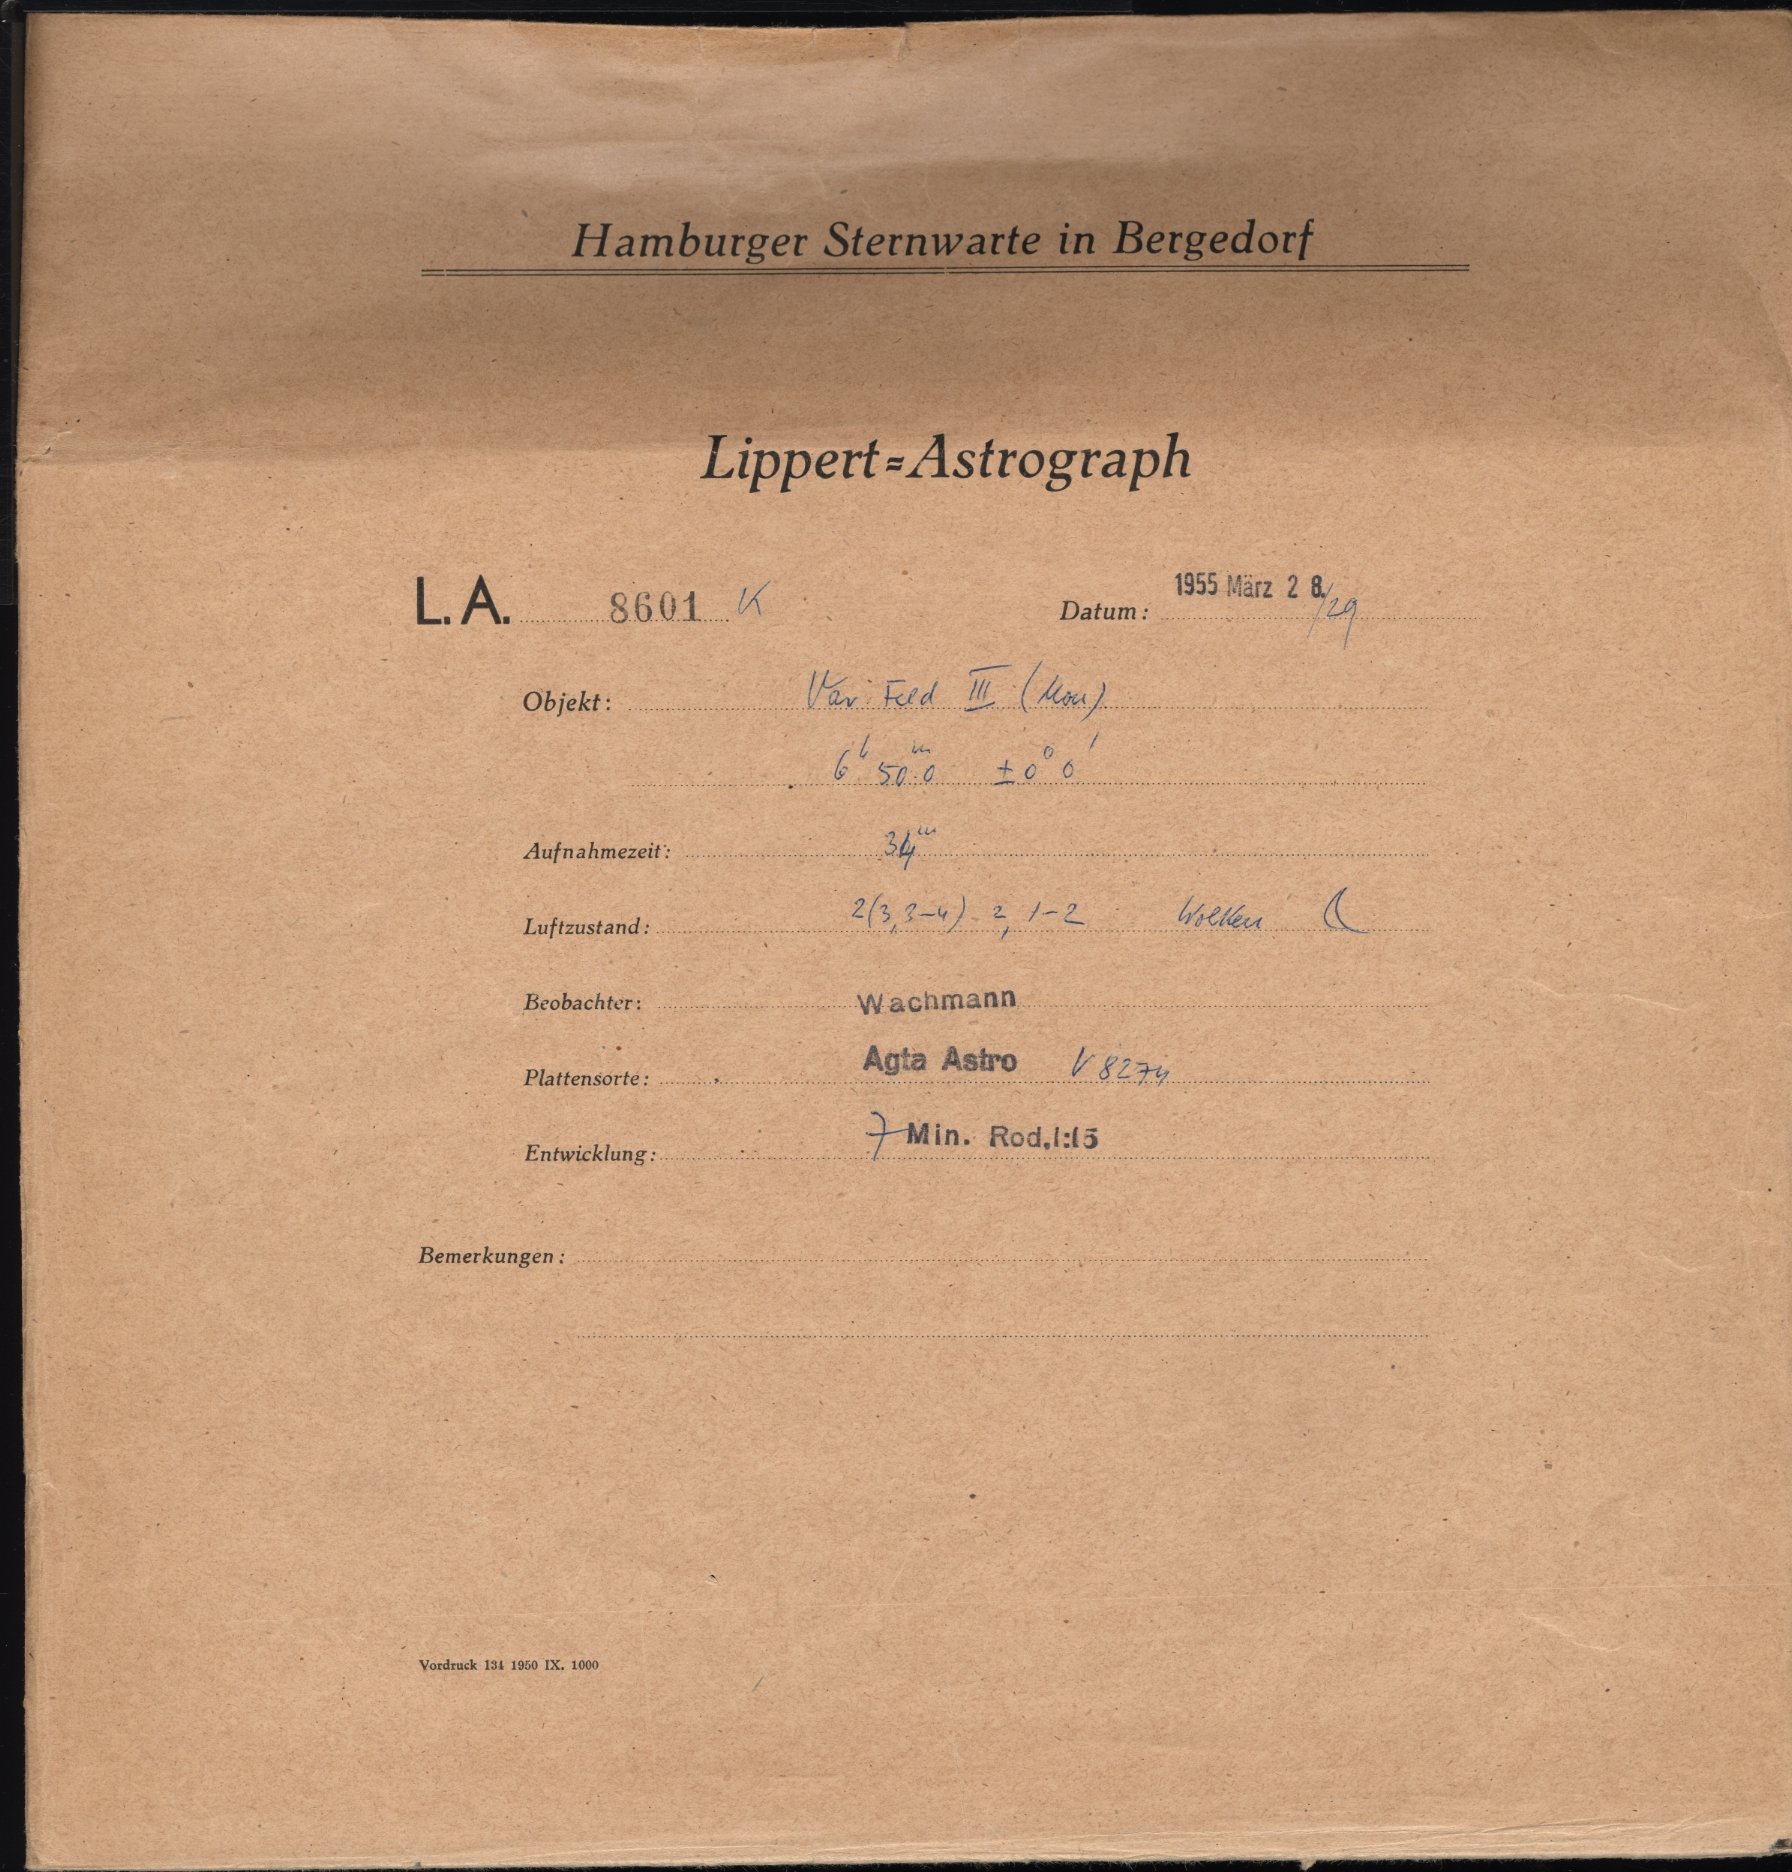 Hamburger Sternwarte in Bergedorf
Lippert=Astrograph
L. A. 8601 K
Datum: 1955 März 28./29
Objekt: Var. Feld III (Mon)
6h 50m.0 ±0° 0'
Aufnahmezeit: 34m
Luftzustand: 2(3,3-4) 2,1-2 Wolken ☾
Beobachter: Wachmann
Plattensorte: Agfa Astro V 8274
Entwicklung: 7 Min. Rod.1:15
Bemerkungen:
Vordruck 134 1950 IX. 1000